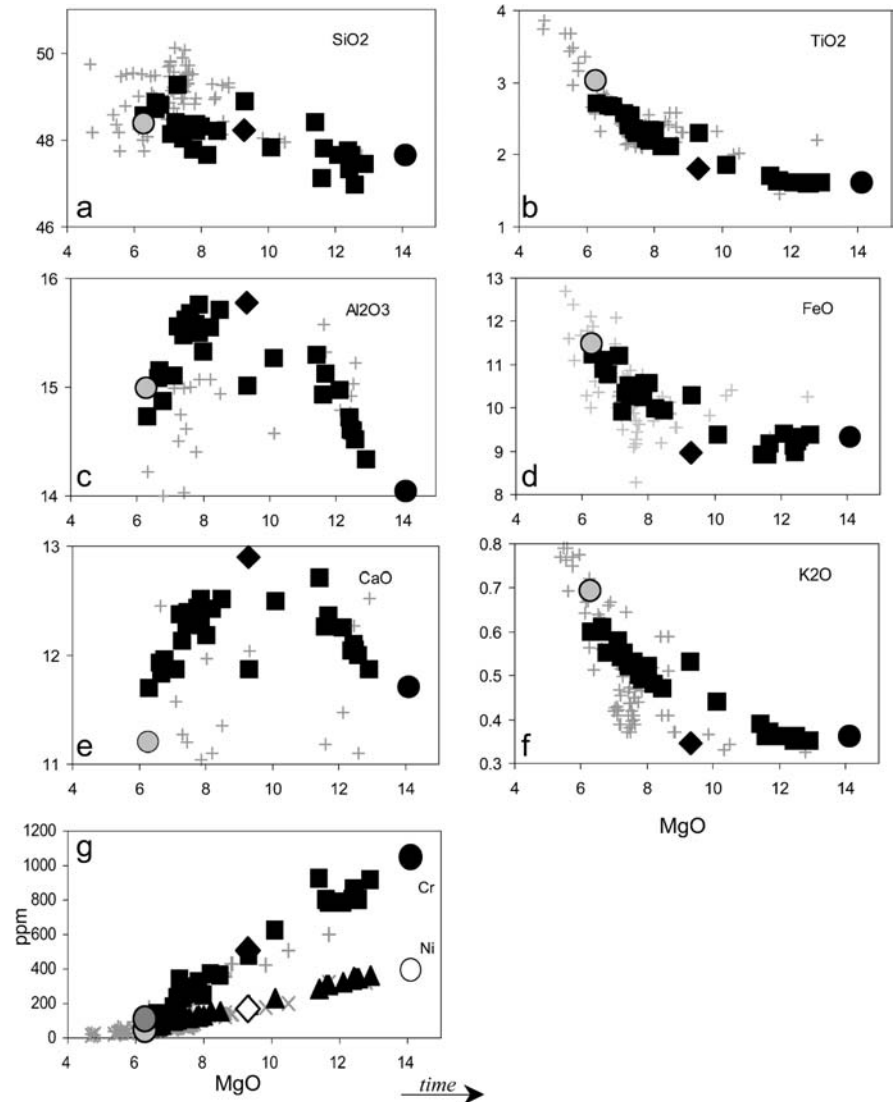 SiO2
50
48
46
a
4 6 8 10 12 14
TiO2
4
3
2
1
b
4 6 8 10 12 14
Al2O3
16
15
14
c
4 6 8 10 12 14
FeO
13
12
11
10
9
8
d
4 6 8 10 12 14
CaO
13
12
11
e
4 6 8 10 12 14
K2O
0.8
0.7
0.6
0.5
0.4
0.3
f
4 6 8 10 12 14
MgO
g
1200
1000
800
600
400
200
0
ppm
Cr
Ni
4 6 8 10 12 14
MgO
time